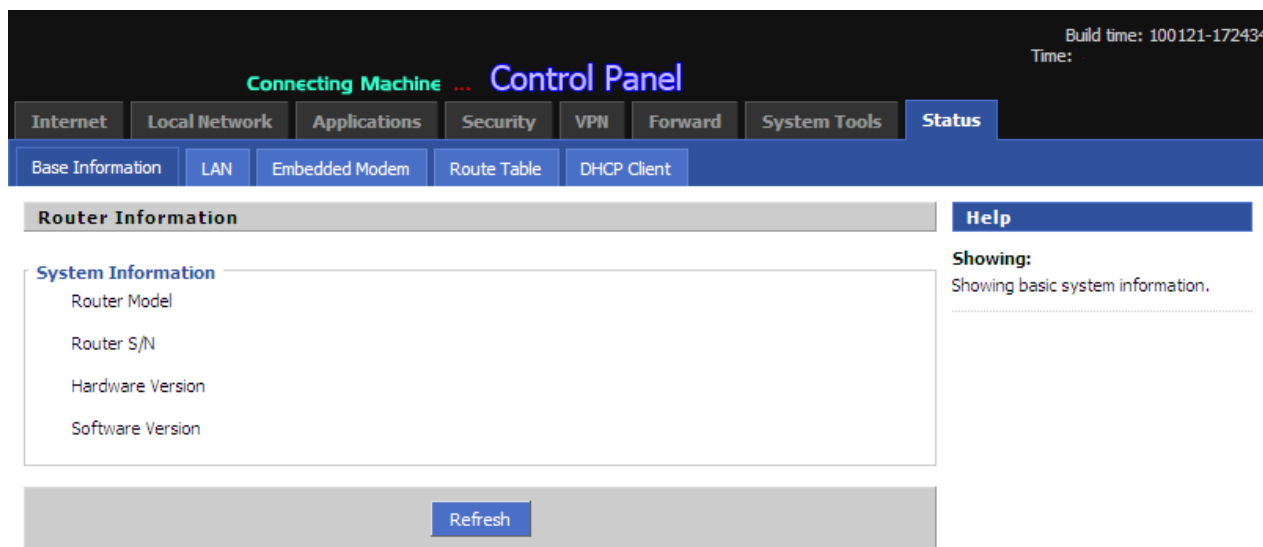 Build time: 100121-172434
Time:
Connecting Machine ... Control Panel
Internet Local Network Applications Security VPN Forward System Tools Status
Base Information LAN Embedded Modem Route Table DHCP Client
Router Information
System Information
Router Model
Router S/N
Hardware Version
Software Version
Refresh
Help
Showing:
Showing basic system information.